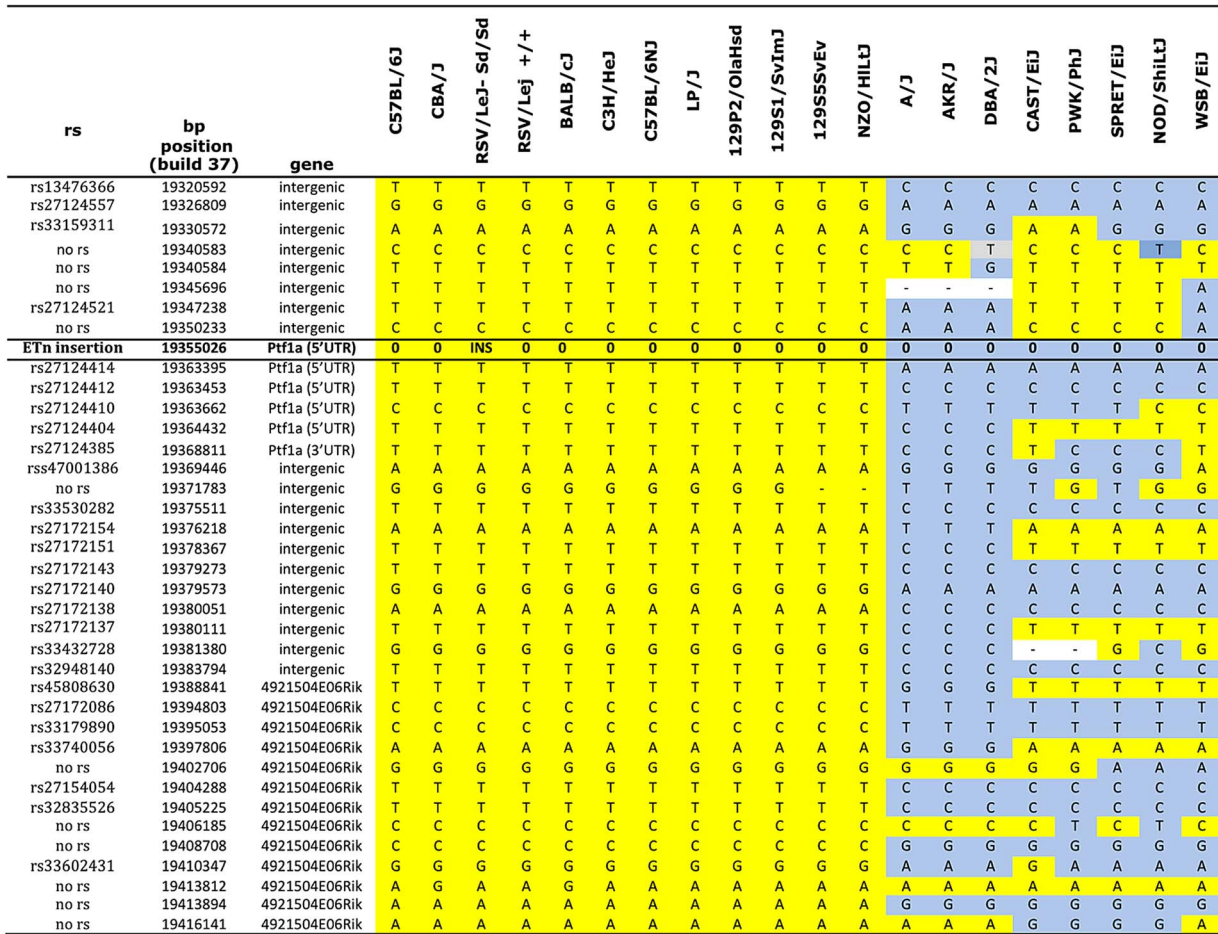 rs bp position (build 37) gene C57BL/6J CBA/J RSV/LeJ- Sd/Sd RSV/Lej +/+ BALB/cJ C3H/HeJ C57BL/6NJ LP/J 129P2/OlaHsd 129S1/SvImJ 129S5SvEv NZO/HlLtJ A/J AKR/J DBA/2J CAST/EiJ PWK/PhJ SPRET/EiJ NOD/ShiLtJ WSB/EiJ
rs13476366 19320592 intergenic T T T T T T T T T T T T C C C C C C C C
rs27124557 19326809 intergenic G G G G G G G G G G G G A A A A A A A A
rs33159311 19330572 intergenic A A A A A A A A A A A A G G G A A G G G
no rs 19340583 intergenic C C C C C C C C C C C C C C T C C C T C
no rs 19340584 intergenic T T T T T T T T T T T T T T G T T T T T
no rs 19345696 intergenic T T T T T T T T T T T T - - - T T T T A
rs27124521 19347238 intergenic T T T T T T T T T T T T A A A T T T T A
no rs 19350233 intergenic C C C C C C C C C C C C A A A C C C C A
ETn insertion 19355026 Ptf1a (5’UTR) 0 0 INS 0 0 0 0 0 0 0 0 0 0 0 0 0 0 0 0 0
rs27124414 19363395 Ptf1a (5’UTR) T T T T T T T T T T T T A A A A A A A A
rs27124412 19363453 Ptf1a (5’UTR) T T T T T T T T T T T T C C C C C C C C
rs27124410 19363662 Ptf1a (5’UTR) C C C C C C C C C C C C T T T T T T C C
rs27124404 19364432 Ptf1a (5’UTR) T T T T T T T T T T T T C C C T T T T T
rs27124385 19368811 Ptf1a (3’UTR) T T T T T T T T T T T T C C C T C C C T
rss47001386 19369446 intergenic A A A A A A A A A A A A G G G G G G G A
no rs 19371783 intergenic G G G G G G G G G G - - T T T T G T G G
rs33530282 19375511 intergenic T T T T T T T T T T T T C C C C C C C C
rs27172154 19376218 intergenic A A A A A A A A A A A A T T T A A A A A
rs27172151 19378367 intergenic T T T T T T T T T T T T C C C T T T T T
rs27172143 19379273 intergenic T T T T T T T T T T T T C C C C C C C C
rs27172140 19379573 intergenic G G G G G G G G G G G G A A A A A A A A
rs27172138 19380051 intergenic A A A A A A A A A A A A C C C C C C C C
rs27172137 19380111 intergenic T T T T T T T T T T T T C C C T T T T T
rs33432728 19381380 intergenic G G G G G G G G G G G G C C C - - G C G
rs32948140 19383794 intergenic T T T T T T T T T T T T C C C C C C C C
rs45808630 19388841 4921504E06Rik T T T T T T T T T T T T G G G T T T T T
rs27172086 19394803 4921504E06Rik C C C C C C C C C C C C T T T T T T T T
rs33179890 19395053 4921504E06Rik C C C C C C C C C C C C T T T T T T T T
rs33740056 19397806 4921504E06Rik A A A A A A A A A A A A G G G A A A A A
no rs 19402706 4921504E06Rik G G G G G G G G G G G G G G G G G A A A
rs27154054 19404288 4921504E06Rik T T T T T T T T T T T T C C C C C C C C
rs32835526 19405225 4921504E06Rik T T T T T T T T T T T T C C C C C C C C
no rs 19406185 4921504E06Rik C C C C C C C C C C C C C C C C T C T C
no rs 19408708 4921504E06Rik C C C C C C C C C C C C G G G G G G G G
rs33602431 19410347 4921504E06Rik G G G G G G G G G G G G A A A G A A A A
no rs 19413812 4921504E06Rik A G A A G A A A A A A A A A A A A A A A
no rs 19413894 4921504E06Rik A A A A A A A A A A A A G G G G G G G G
no rs 19416141 4921504E06Rik A A A A A A A A A A A A A A A G G G G A